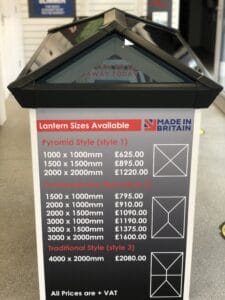 AWAY TODAY
Lantern Sizes Available
MADE IN
BRITAIN
Pyramid Style (style 1)
1000 x 1000mm £625.00
1500 x 1500mm £895.00
2000 x 2000mm £1220.00
1500 x 1000mm £795.00
2000 x 1000mm £910.00
2000 x 1500mm £1090.00
3000 x 1000mm £1190.00
3000 x 1500mm £1375.00
3000 x 2000mm £1600.00
Traditional Style (style 3)
4000 x 2000mm £2080.00
All Prices are + VAT